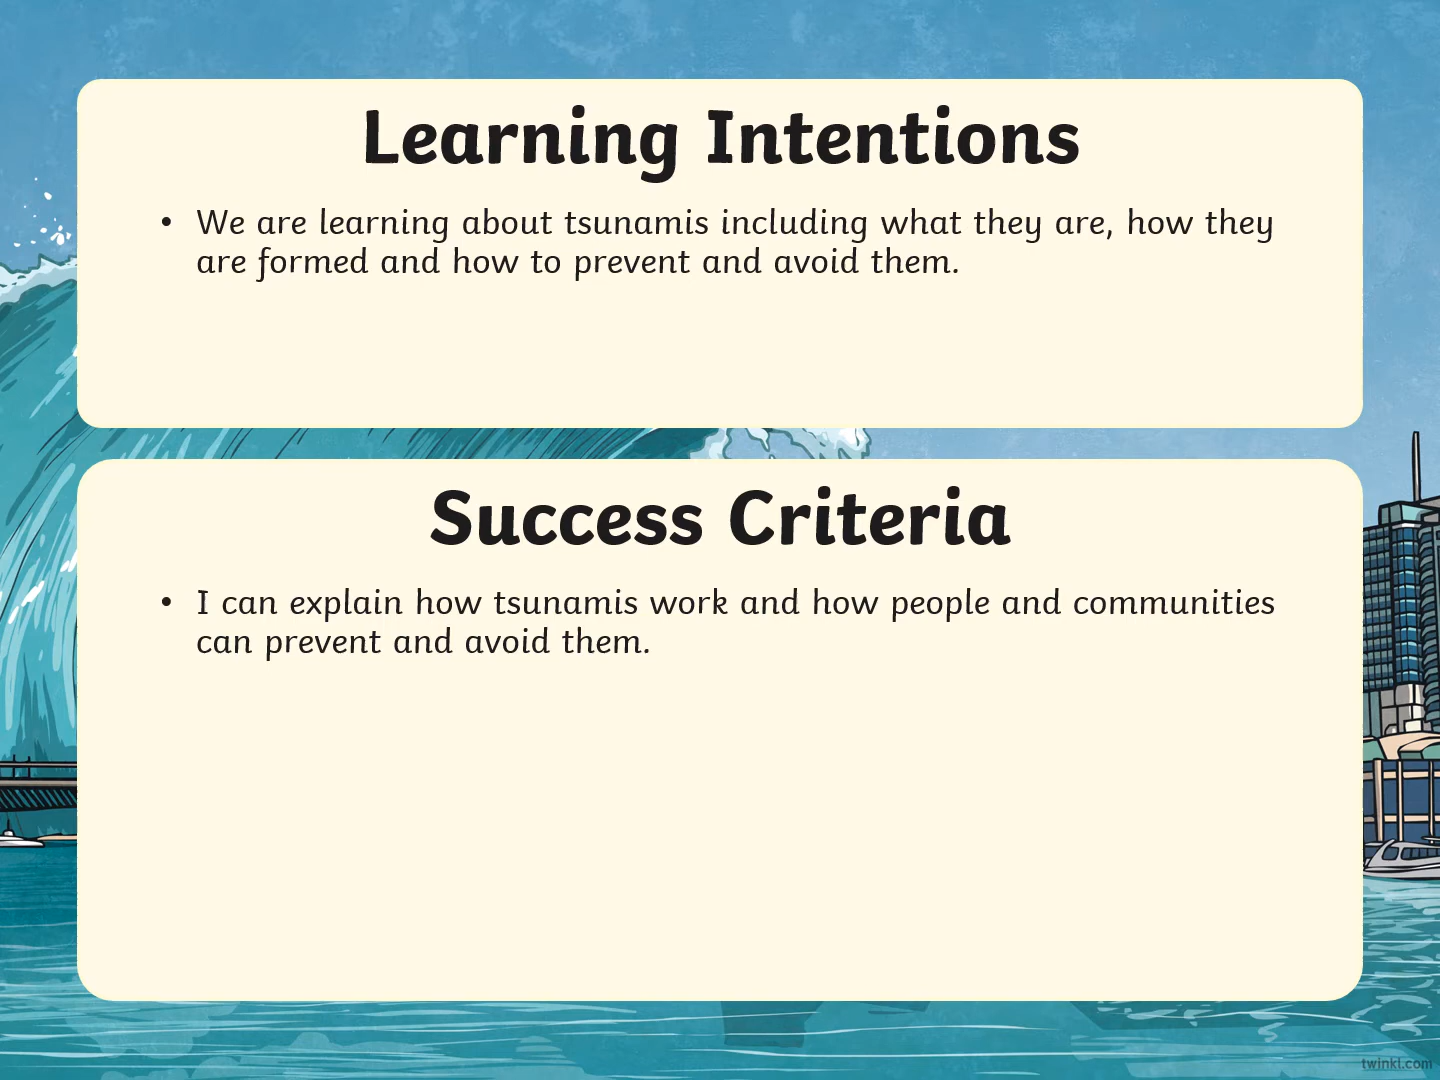 Learning Intentions
• We are learning about tsunamis including what they are, how they
are formed and how to prevent and avoid them.
Success Criteria
• I can explain how tsunamis work and how people and communities
can prevent and avoid them.
twinkl.com